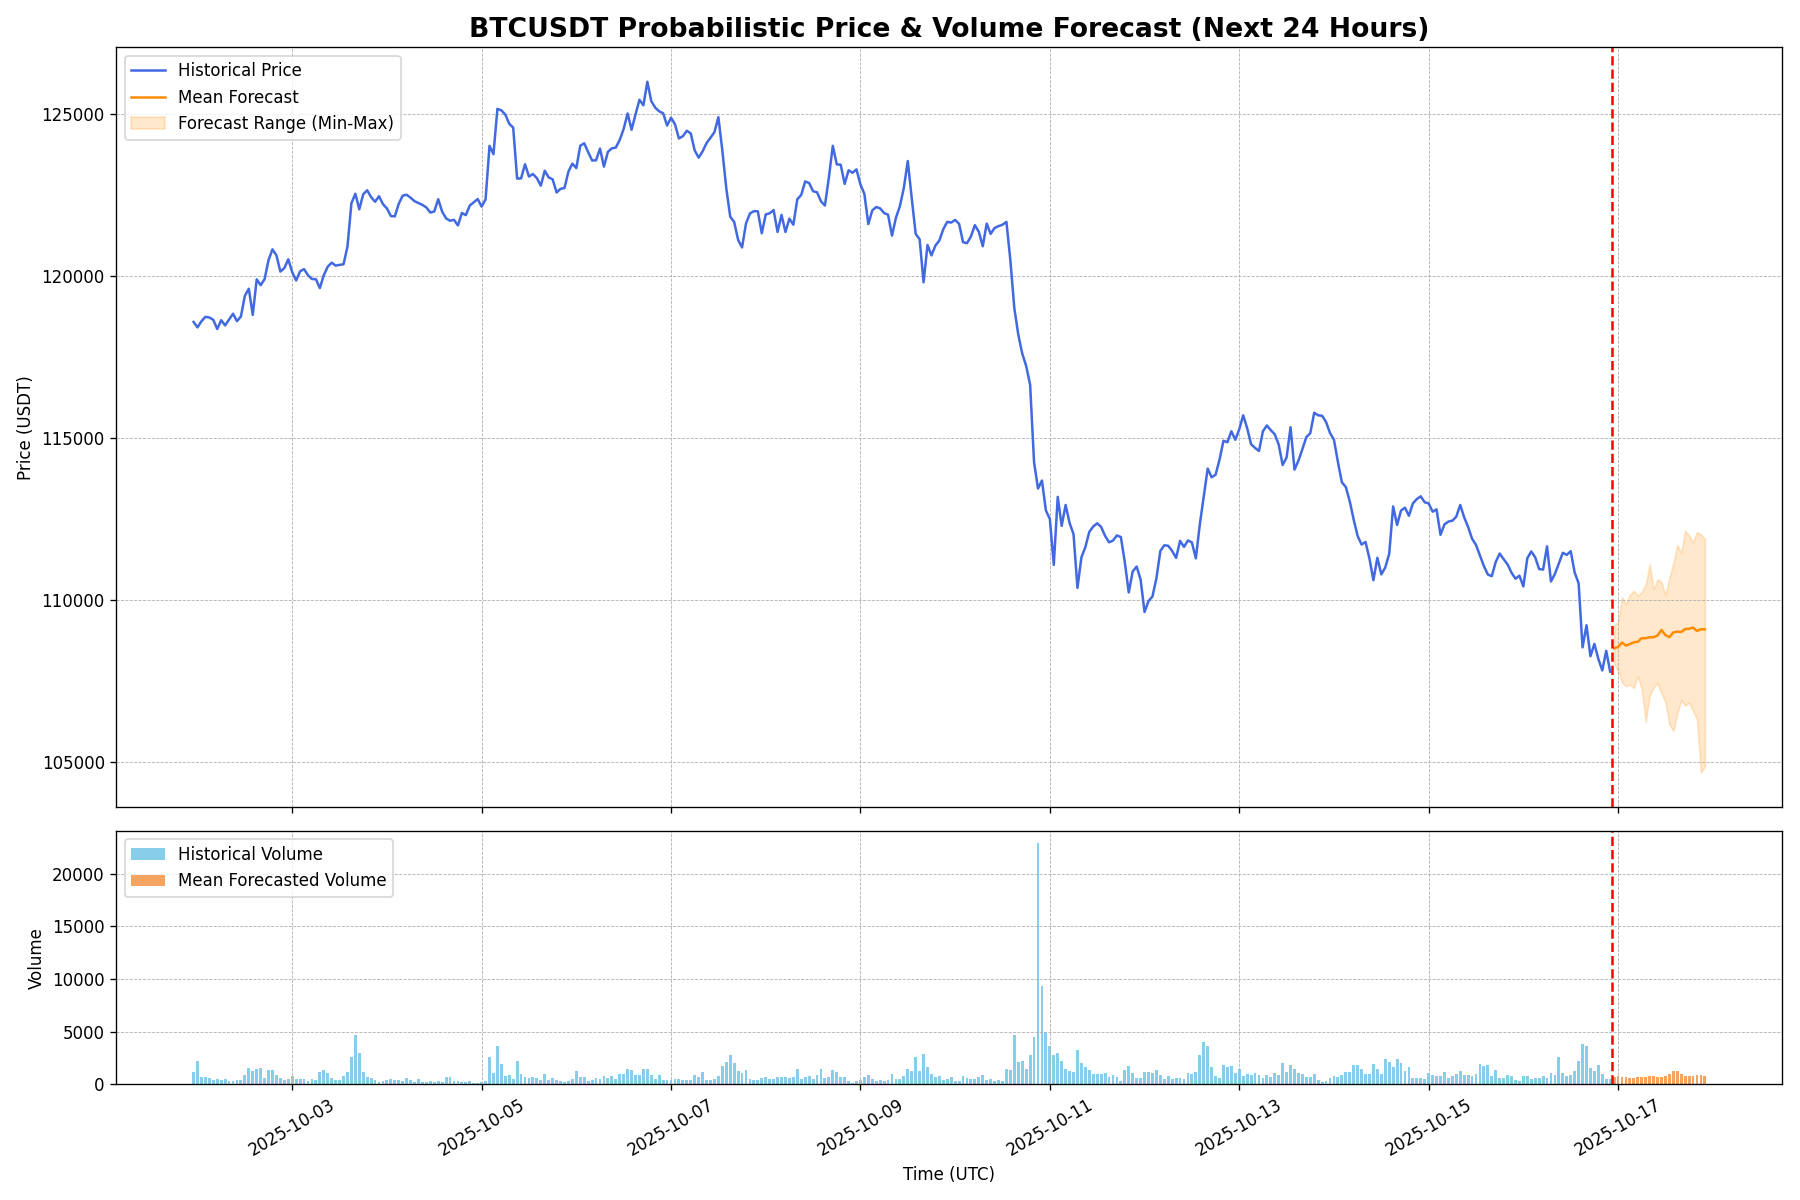 BTCUSDT Probabilistic Price & Volume Forecast (Next 24 Hours)
Historical Price
Mean Forecast
Forecast Range (Min-Max)
125000
120000
115000
110000
105000
Price (USDT)
Historical Volume
Mean Forecasted Volume
20000
15000
10000
5000
0
Volume
2025-10-03
2025-10-05
2025-10-07
2025-10-09
2025-10-11
2025-10-13
2025-10-15
2025-10-17
Time (UTC)